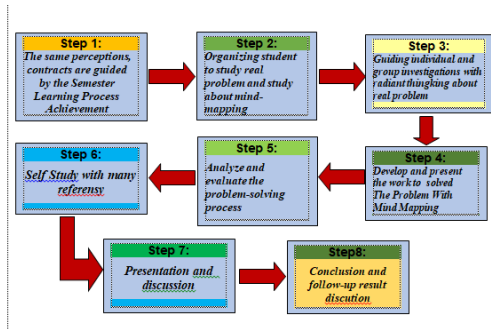 Step 1:
The same perceptions,
contracts are guided
by the Semester
Learning Process
Achievement
Step 2:
Organizing student
to study real
problem and study
about mind-
mapping
Step 3:
Guiding individual and
group investigations with
radiant thingking about
real problem
Step 4:
Develop and present
the work to solved
The Problem With
Mind Mapping
Step 5:
Analyze and
evaluate the
problem-solving
process
Step 6:
Self Study with many
referensy
Step 7:
Presentation and
discussion
Step8:
Conclusion and
follow-up result
discution